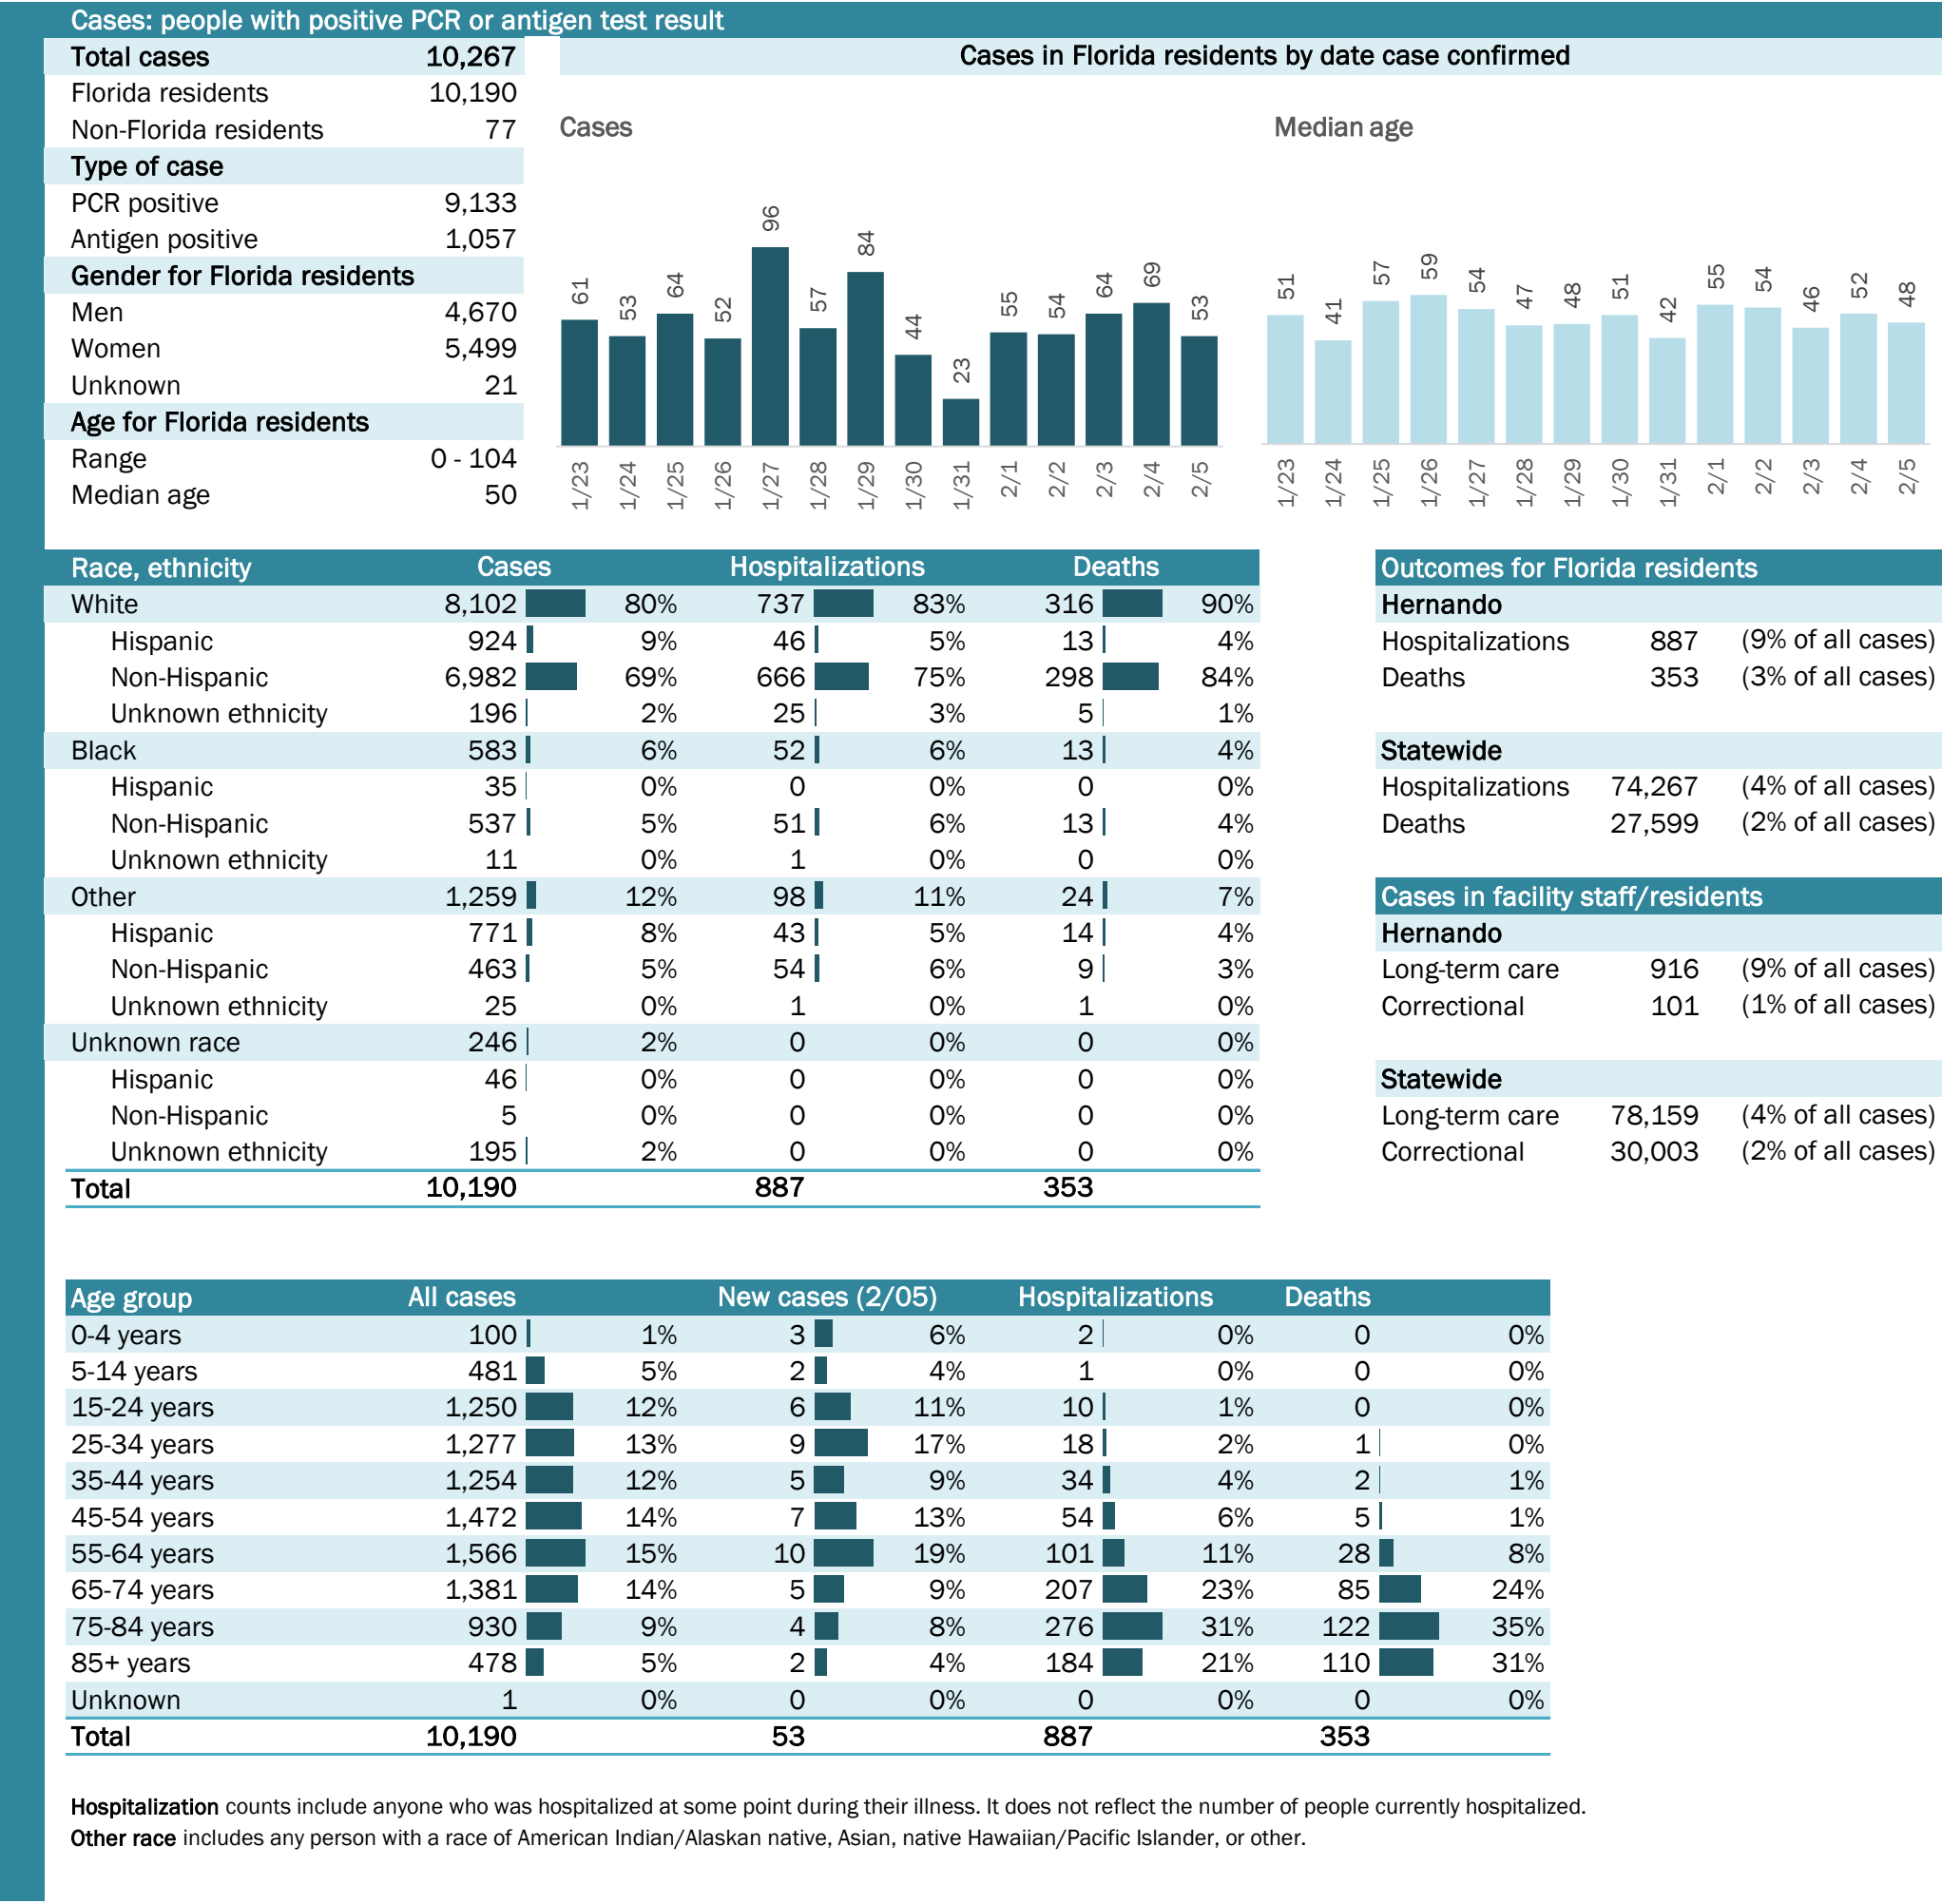 Cases: people with positive PCR or antigen test result
Total cases 10,267
Florida residents 10,190
Non-Florida residents 77
Type of case
PCR positive 9,133
Antigen positive 1,057
Gender for Florida residents
Men 4,670
Women 5,499
Unknown 21
Age for Florida residents
Range 0 - 104
Median age 50
Cases in Florida residents by date case confirmed
Cases
61 53 64 52 96 57 84 44 23 55 54 64 69 53
1/23 1/24 1/25 1/26 1/27 1/28 1/29 1/30 1/31 2/1 2/2 2/3 2/4 2/5
Median age
51 41 57 59 54 47 48 51 42 55 54 46 52 48
1/23 1/24 1/25 1/26 1/27 1/28 1/29 1/30 1/31 2/1 2/2 2/3 2/4 2/5
Race, ethnicity Cases Hospitalizations Deaths
White 8,102 80% 737 83% 316 90%
Hispanic 924 9% 46 5% 13 4%
Non-Hispanic 6,982 69% 666 75% 298 84%
Unknown ethnicity 196 2% 25 3% 5 1%
Black 583 6% 52 6% 13 4%
Hispanic 35 0% 0 0% 0 0%
Non-Hispanic 537 5% 51 6% 13 4%
Unknown ethnicity 11 0% 1 0% 0 0%
Other 1,259 12% 98 11% 24 7%
Hispanic 771 8% 43 5% 14 4%
Non-Hispanic 463 5% 54 6% 9 3%
Unknown ethnicity 25 0% 1 0% 1 0%
Unknown race 246 2% 0 0% 0 0%
Hispanic 46 0% 0 0% 0 0%
Non-Hispanic 5 0% 0 0% 0 0%
Unknown ethnicity 195 2% 0 0% 0 0%
Total 10,190 887 353
Outcomes for Florida residents
Hernando
Hospitalizations 887 (9% of all cases)
Deaths 353 (3% of all cases)
Statewide
Hospitalizations 74,267 (4% of all cases)
Deaths 27,599 (2% of all cases)
Cases in facility staff/residents
Hernando
Long-term care 916 (9% of all cases)
Correctional 101 (1% of all cases)
Statewide
Long-term care 78,159 (4% of all cases)
Correctional 30,003 (2% of all cases)
Age group All cases New cases (2/05) Hospitalizations Deaths
0-4 years 100 1% 3 6% 2 0% 0 0%
5-14 years 481 5% 2 4% 1 0% 0 0%
15-24 years 1,250 12% 6 11% 10 1% 0 0%
25-34 years 1,277 13% 9 17% 18 2% 1 0%
35-44 years 1,254 12% 5 9% 34 4% 2 1%
45-54 years 1,472 14% 7 13% 54 6% 5 1%
55-64 years 1,566 15% 10 19% 101 11% 28 8%
65-74 years 1,381 14% 5 9% 207 23% 85 24%
75-84 years 930 9% 4 8% 276 31% 122 35%
85+ years 478 5% 2 4% 184 21% 110 31%
Unknown 1 0% 0 0% 0 0% 0 0%
Total 10,190 53 887 353
Hospitalization counts include anyone who was hospitalized at some point during their illness. It does not reflect the number of people currently hospitalized.
Other race includes any person with a race of American Indian/Alaskan native, Asian, native Hawaiian/Pacific Islander, or other.